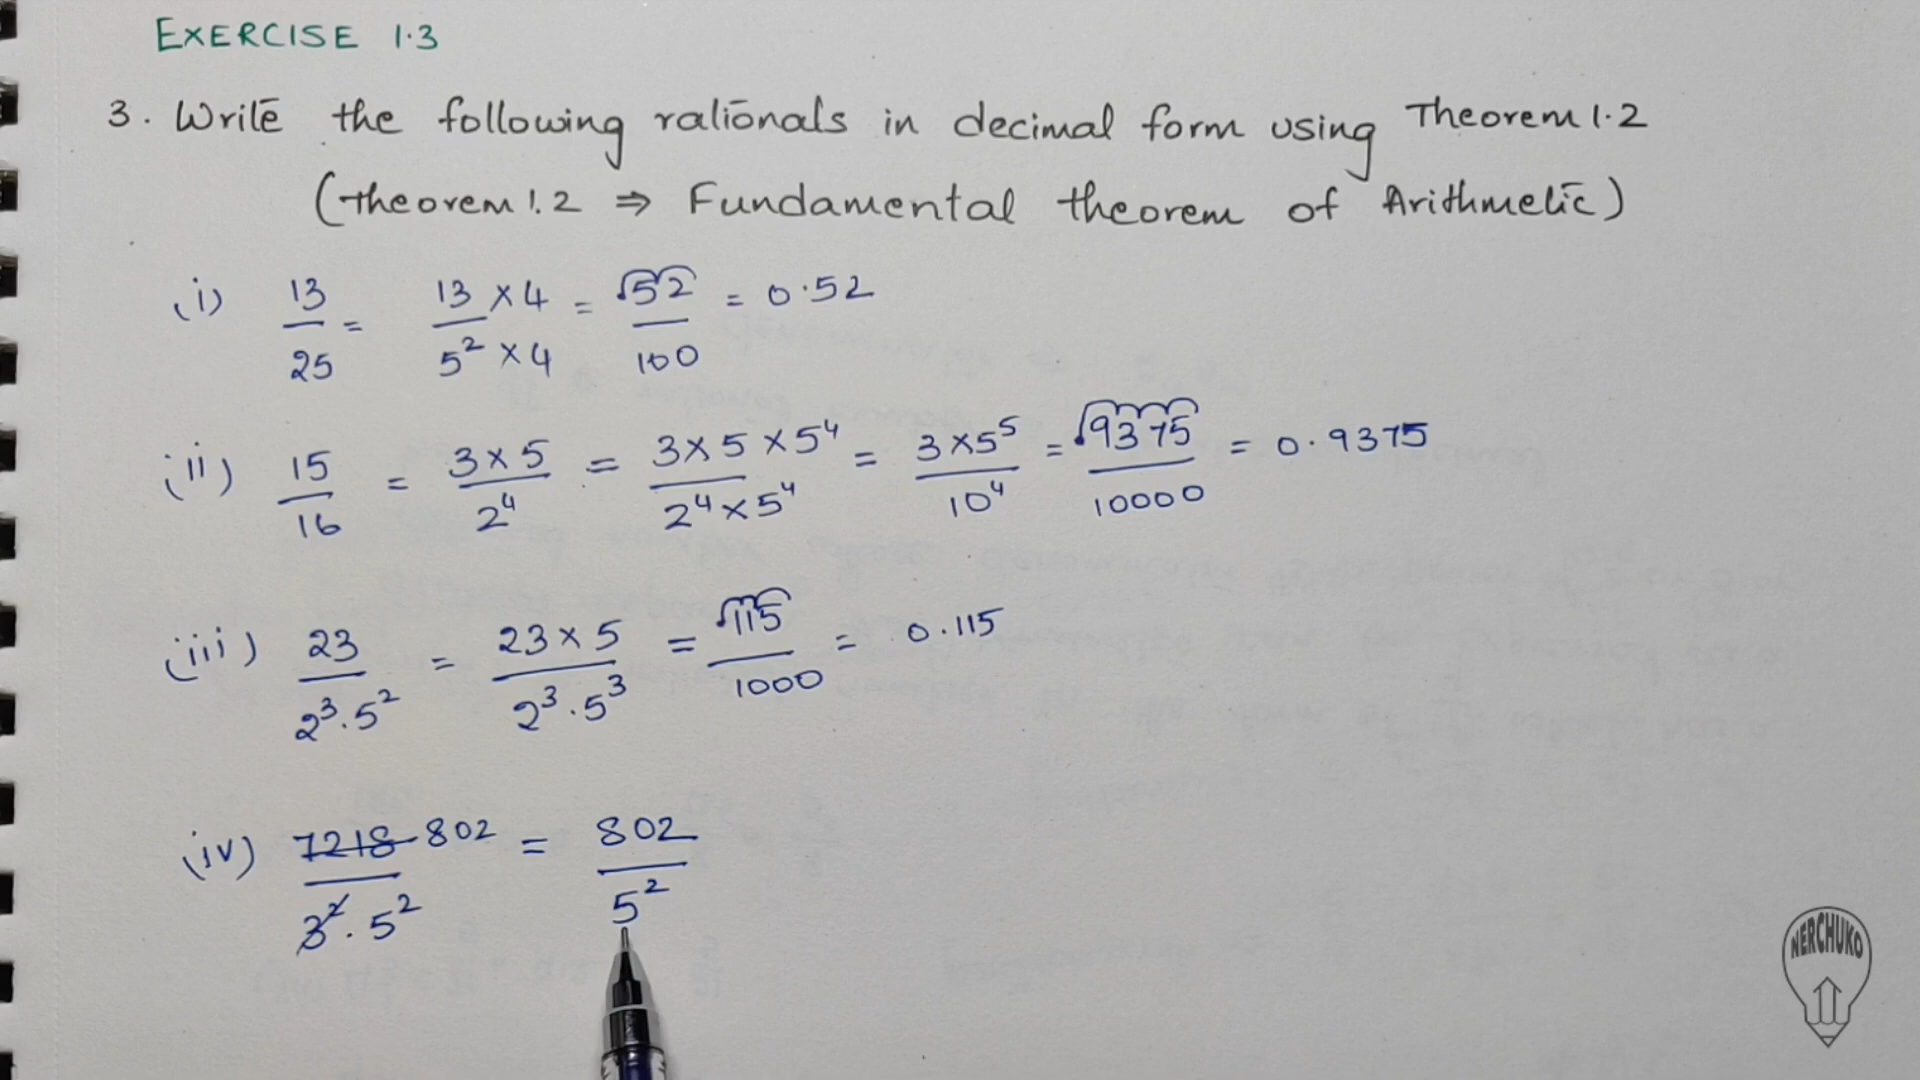 EXERCISE 1.3
3. Write the following rationals in decimal form using Theorem 1.2
(Theorem 1.2 ⇒ Fundamental theorem of Arithmetic)
(i) 13/25 = 13 × 4 / 5² × 4 = 52/100 = 0.52
(ii) 15/16 = 3 × 5 / 2⁴ = 3 × 5 × 5⁴ / 2⁴ × 5⁴ = 3 × 5⁵ / 10⁴ = 9375/10000 = 0.9375
(iii) 23 / 2³ . 5² = 23 × 5 / 2³ . 5³ = 115/1000 = 0.115
(iv) 7218 802 / 3² . 5² = 802 / 5²
NERCHUKO